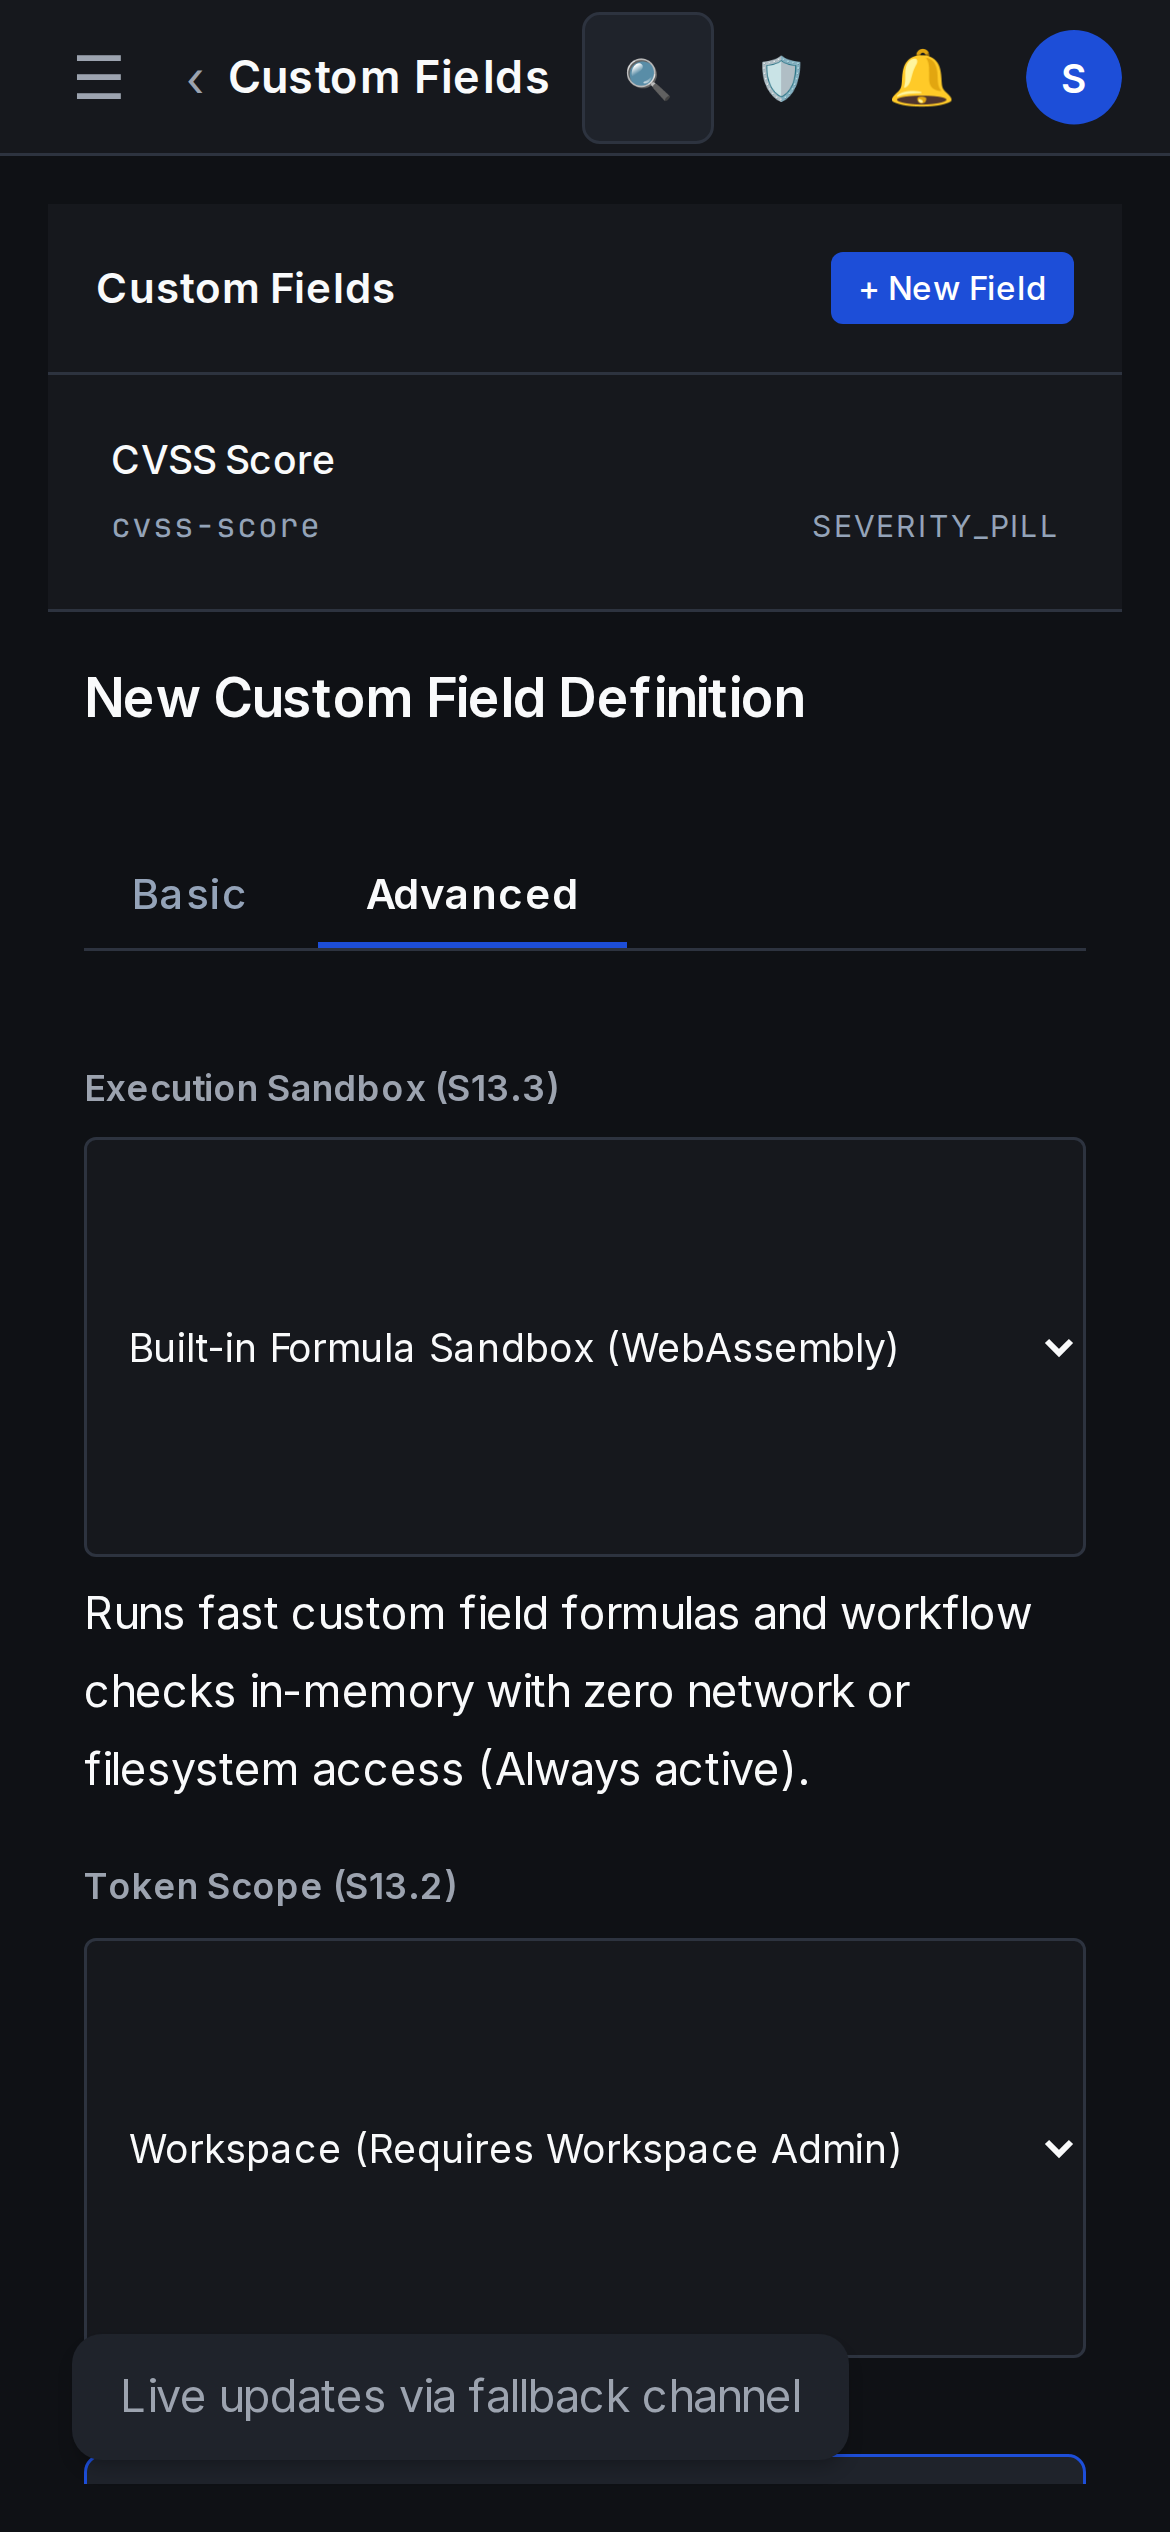 ☰ ‹ Custom Fields S
Custom Fields
+ New Field
CVSS Score
cvss-score
SEVERITY_PILL
New Custom Field Definition
Basic
Advanced
Execution Sandbox (S13.3)
Built-in Formula Sandbox (WebAssembly)
Runs fast custom field formulas and workflow
checks in-memory with zero network or
filesystem access (Always active).
Token Scope (S13.2)
Workspace (Requires Workspace Admin)
Live updates via fallback channel